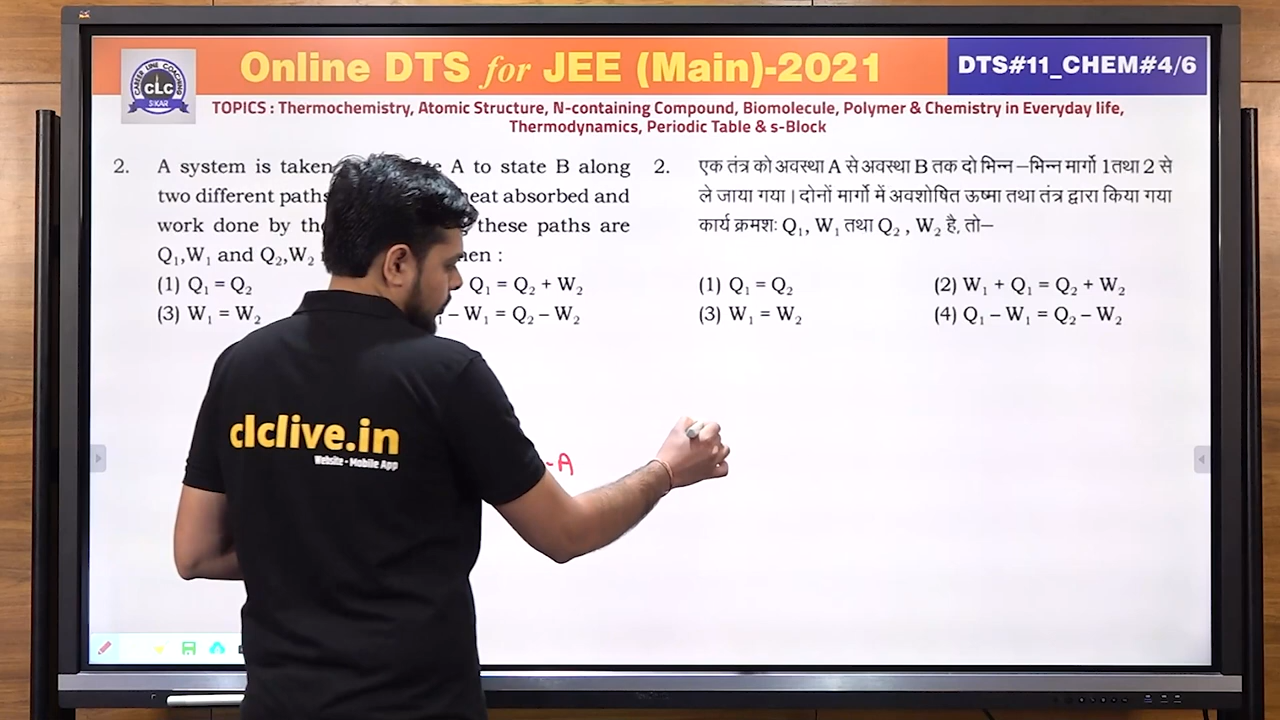 Online DTS for JEE (Main)-2021
DTS#11_CHEM#4/6
CAREER LINE COACHING
CLC
SIKAR
TOPICS : Thermochemistry, Atomic Structure, N-containing Compound, Biomolecule, Polymer & Chemistry in Everyday life,
Thermodynamics, Periodic Table & s-Block
2. A system is taken A to state B along
two different paths heat absorbed and
work done by the these paths are
Q₁,W₁ and Q₂,W₂
(1) Q₁ = Q₂ Q₁ = Q₂ + W₂
(3) W₁ = W₂ – W₁ = Q₂ – W₂
2. एक तंत्र को अवस्था A से अवस्था B तक दो भिन्न–भिन्न मार्गो 1तथा 2 से
ले जाया गया। दोनों मार्गो में अवशोषित ऊष्मा तथा तंत्र द्वारा किया गया
कार्य क्रमशः Q₁, W₁ तथा Q₂ , W₂ है, तो–
(1) Q₁ = Q₂ (2) W₁ + Q₁ = Q₂ + W₂
(3) W₁ = W₂ (4) Q₁ – W₁ = Q₂ – W₂
-A
clclive.in
Website - Mobile App